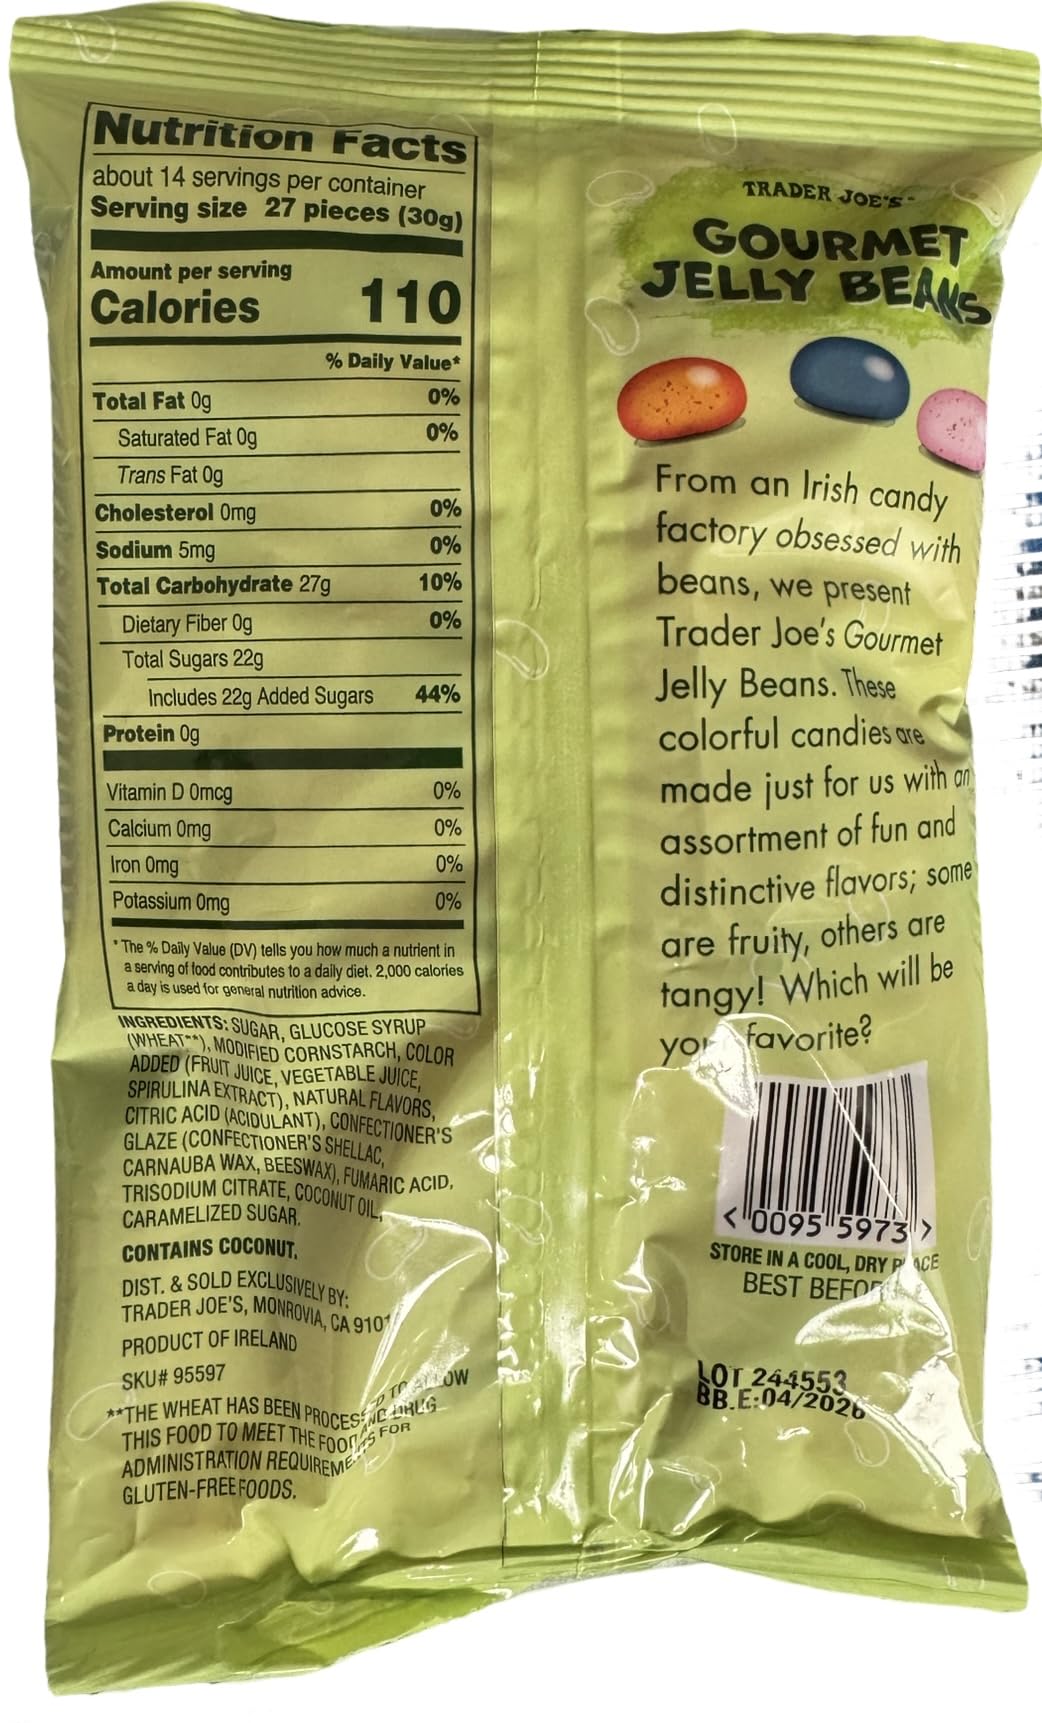 Nutrition Facts
about 14 servings per container
Serving size 27 pieces (30g)
Amount per serving
Calories 110
% Daily Value*
Total Fat 0g 0%
Saturated Fat 0g 0%
Trans Fat 0g
Cholesterol 0mg 0%
Sodium 5mg 0%
Total Carbohydrate 27g 10%
Dietary Fiber 0g 0%
Total Sugars 22g
Includes 22g Added Sugars 44%
Protein 0g
Vitamin D 0mcg 0%
Calcium 0mg 0%
Iron 0mg 0%
Potassium 0mg 0%
* The % Daily Value (DV) tells you how much a nutrient in
a serving of food contributes to a daily diet. 2,000 calories
a day is used for general nutrition advice.
INGREDIENTS: SUGAR, GLUCOSE SYRUP
(WHEAT**), MODIFIED CORNSTARCH, COLOR
ADDED (FRUIT JUICE, VEGETABLE JUICE,
SPIRULINA EXTRACT), NATURAL FLAVORS,
CITRIC ACID (ACIDULANT), CONFECTIONER'S
GLAZE (CONFECTIONER'S SHELLAC,
CARNAUBA WAX, BEESWAX), FUMARIC ACID,
TRISODIUM CITRATE, COCONUT OIL,
CARAMELIZED SUGAR.
CONTAINS COCONUT.
DIST. & SOLD EXCLUSIVELY BY:
TRADER JOE'S, MONROVIA, CA
PRODUCT OF IRELAND
SKU# 95597
**THE WHEAT HAS BEEN TO ALLOW
THIS FOOD TO MEET THE FOOD AND DRUG
ADMINISTRATION FOR
GLUTEN-FREE FOODS.
TRADER JOE'S
GOURMET
JELLY BEANS
From an Irish candy
factory obsessed with
beans, we present
Trader Joe's Gourmet
Jelly Beans. These
colorful candies are
made just for us with an
assortment of fun and
distinctive flavors; some
are fruity, others are
tangy! Which will be
favorite?
< 0095 5973 >
STORE IN A COOL, DRY PLACE
BEST
LOT 244553
BB.E:04/2026